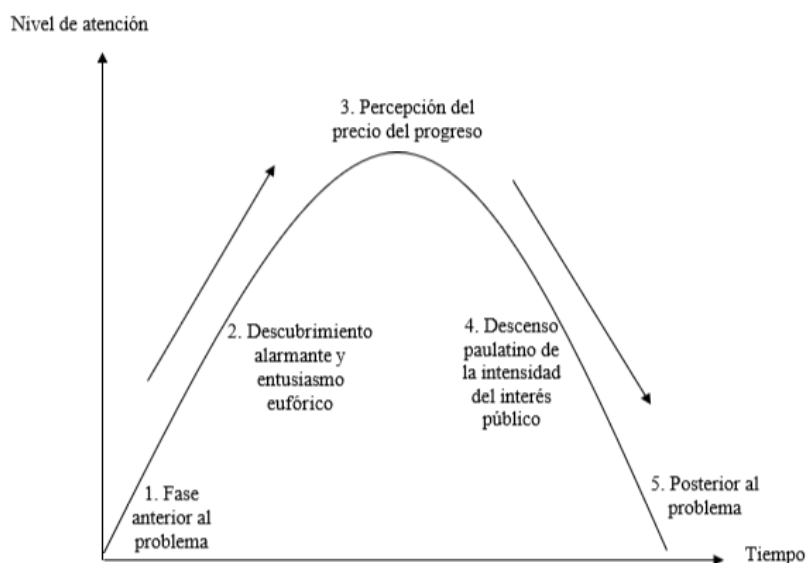 Nivel de atención
3. Percepción del
precio del progreso
2. Descubrimiento
alarmante y
entusiasmo
eufórico
4. Descenso
paulatino de
la intensidad
del interés
público
1. Fase
anterior al
problema
5. Posterior al
problema
Tiempo